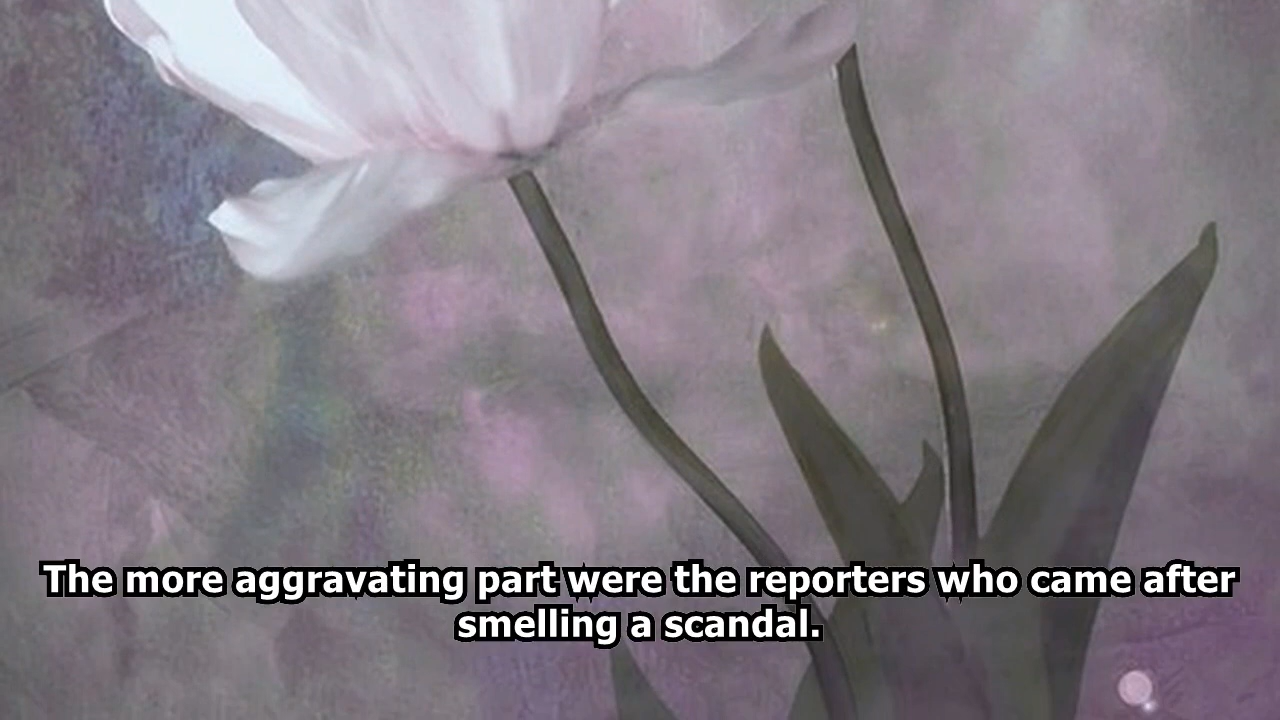 The more aggravating part were the reporters who came after
smelling a scandal.